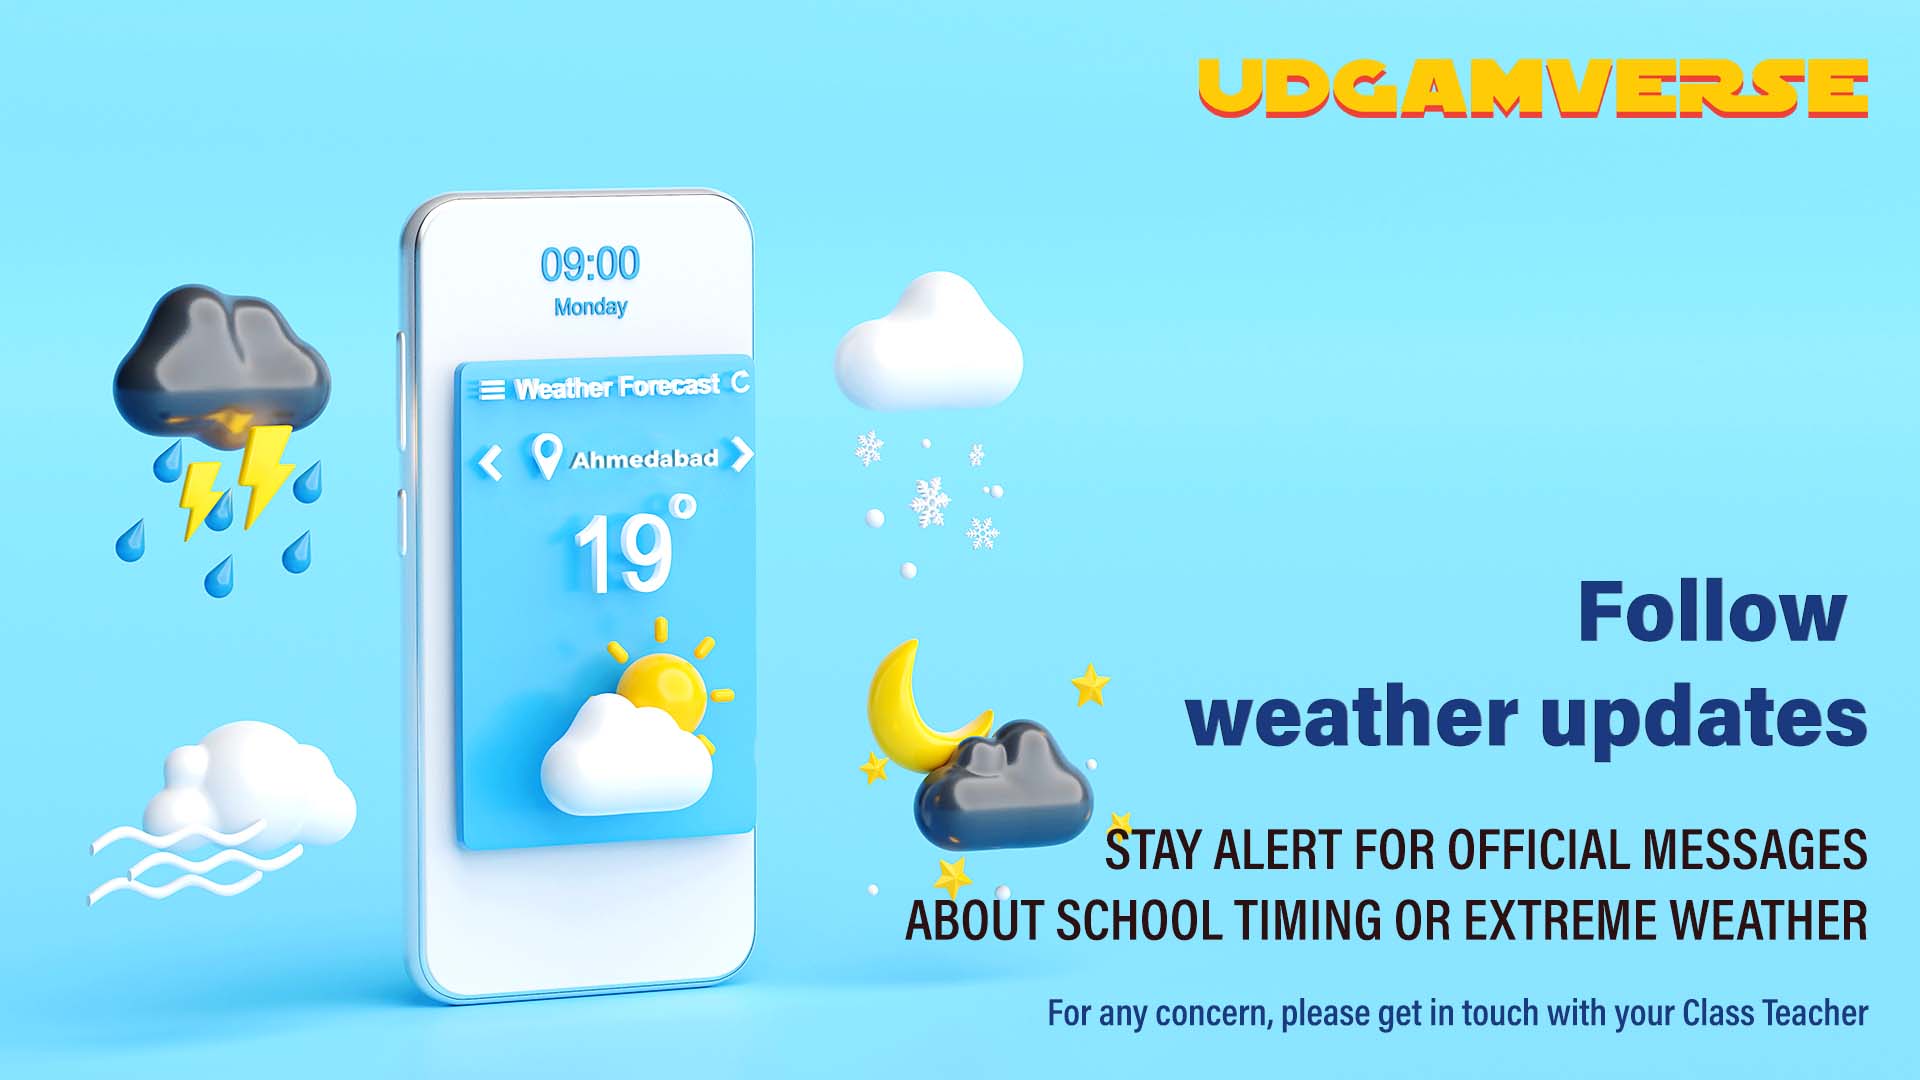 UDGAMVERSE
09:00
Monday
Weather Forecast
Ahmedabad
19°
Follow
weather updates
STAY ALERT FOR OFFICIAL MESSAGES
ABOUT SCHOOL TIMING OR EXTREME WEATHER
For any concern, please get in touch with your Class Teacher